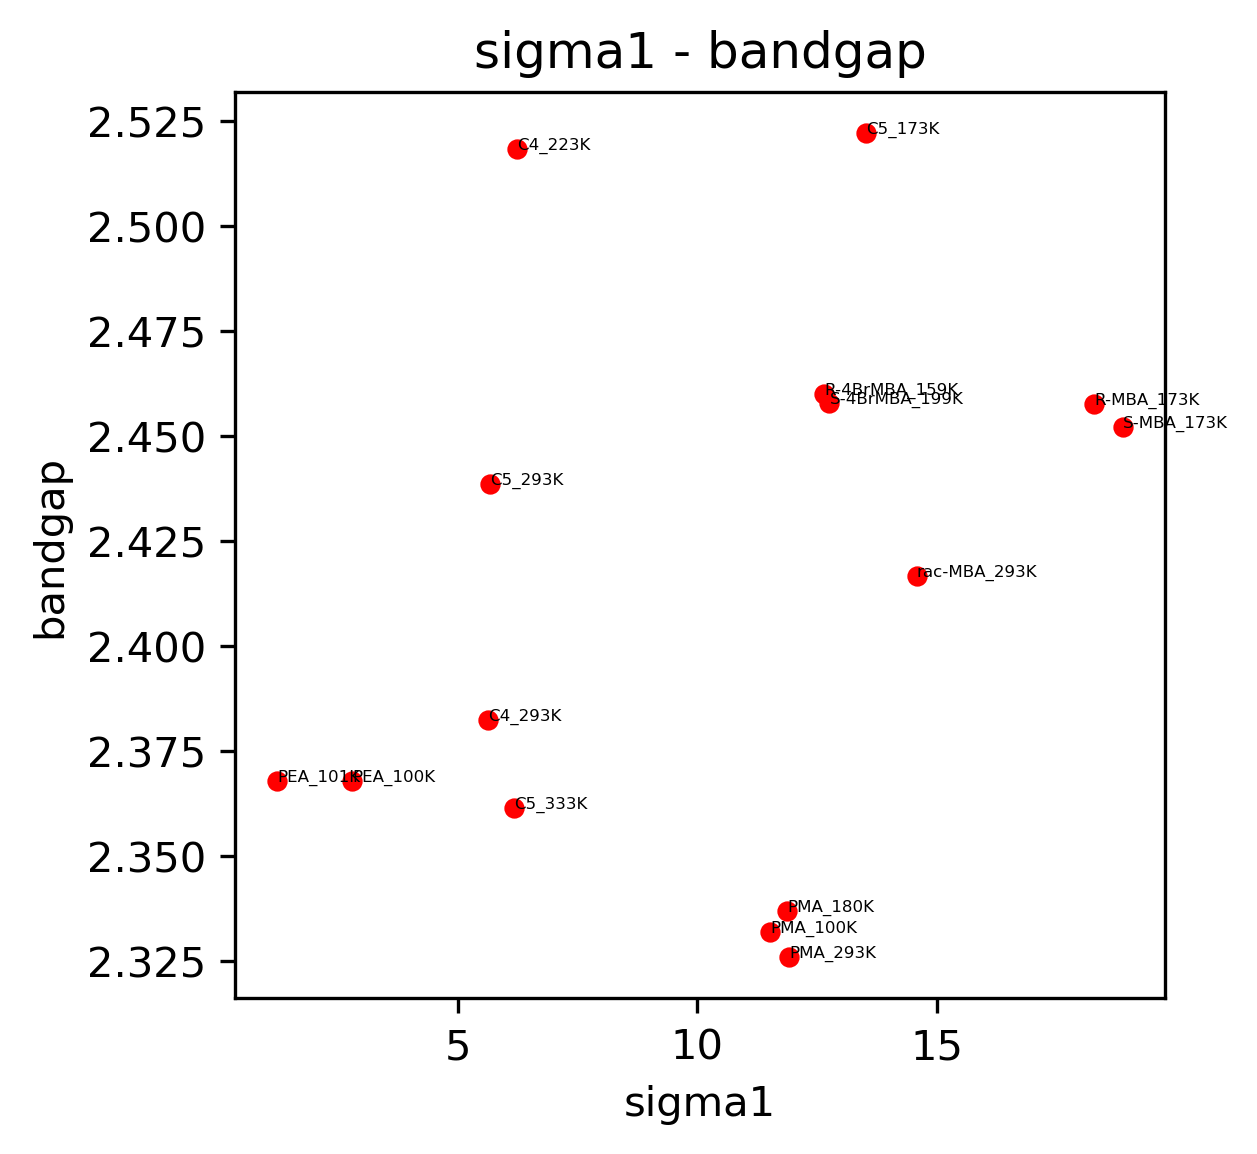 sigma1 - bandgap
2.525
C5_173K
C4_223K
2.500
2.475
R-4BrMBA_159K
S-4BrMBA_199K
R-MBA_173K
S-MBA_173K
2.450
C5_293K
2.425
rac-MBA_293K
2.400
C4_293K
2.375
PEA_101K
PEA_100K
C5_333K
2.350
PMA_180K
PMA_100K
PMA_293K
2.325
bandgap
5
10
15
sigma1